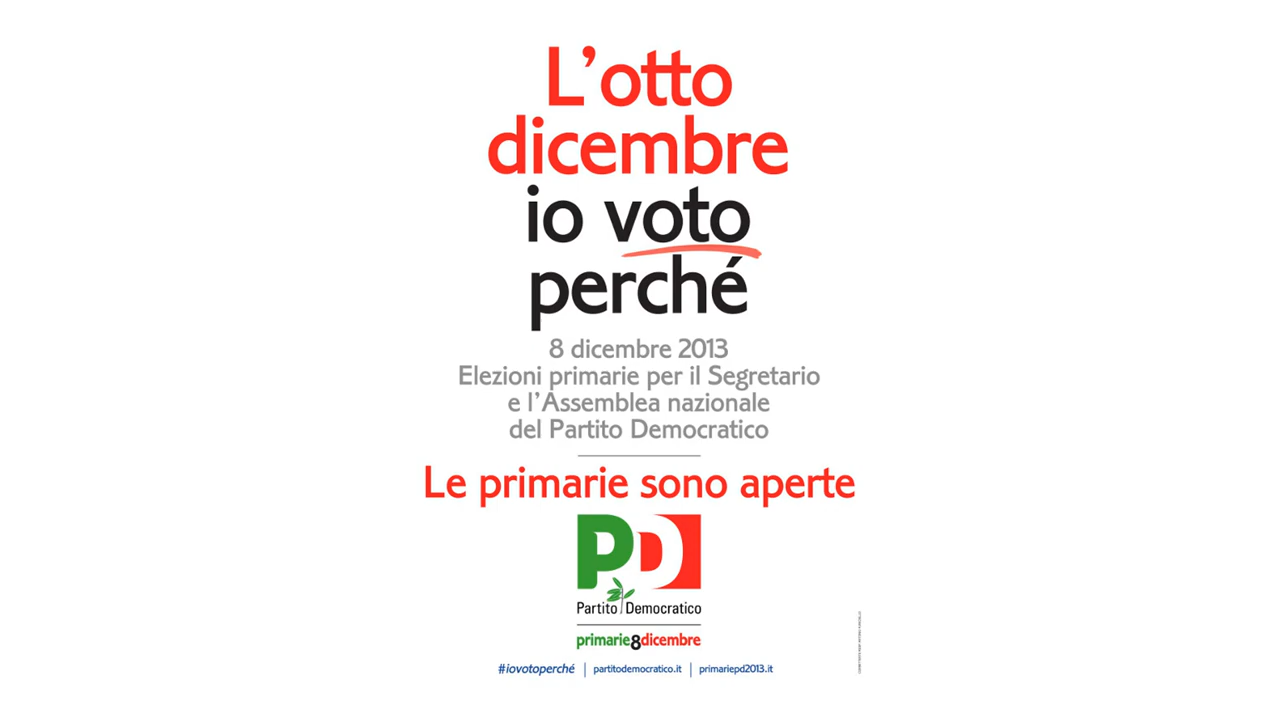 L'otto
dicembre
io voto
perché
8 dicembre 2013
Elezioni primarie per il Segretario
e l'Assemblea nazionale
del Partito Democratico
Le primarie sono aperte
PD
Partito Democratico
primarie8dicembre
#iovotoperché | partitodemocratico.it | primariepd2013.it